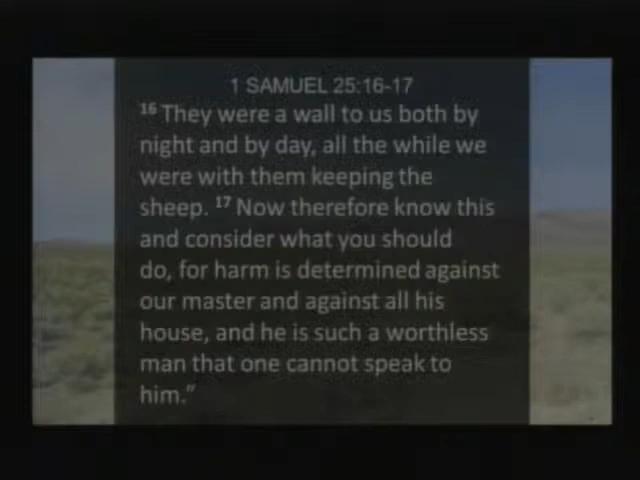 1 SAMUEL 25:16-17
16 They were a wall to us both by
night and by day, all the while we
were with them keeping the
sheep. 17 Now therefore know this
and consider what you should
do, for harm is determined against
our master and against all his
house, and he is such a worthless
man that one cannot speak to
him.”